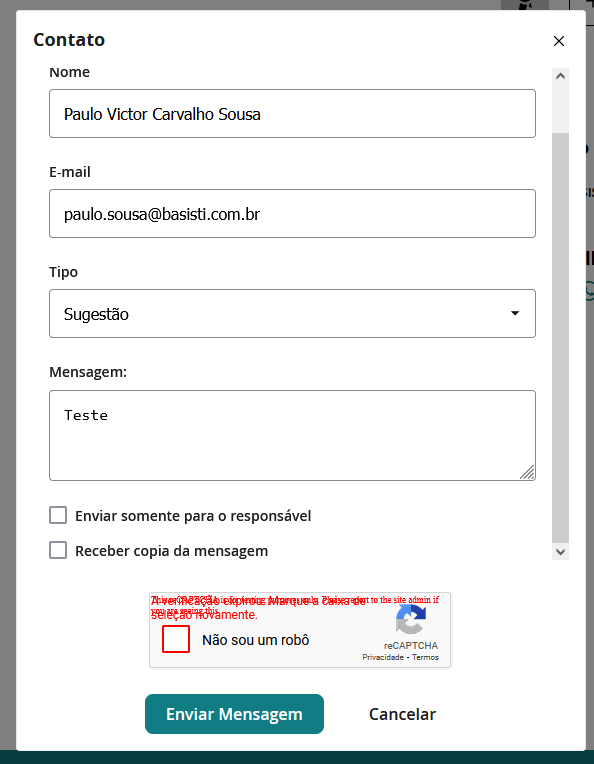 Contato
Nome
Paulo Victor Carvalho Sousa
E-mail
paulo.sousa@basisti.com.br
Tipo
Sugestão
Mensagem:
Teste
Enviar somente para o responsável
Receber copia da mensagem
This reCAPTCHA is for testing purposes only. Please report to the site admin if
you are seeing this.
A verificação expirou. Marque a caixa de
seleção novamente.
Não sou um robô
reCAPTCHA
Privacidade - Termos
Enviar Mensagem
Cancelar